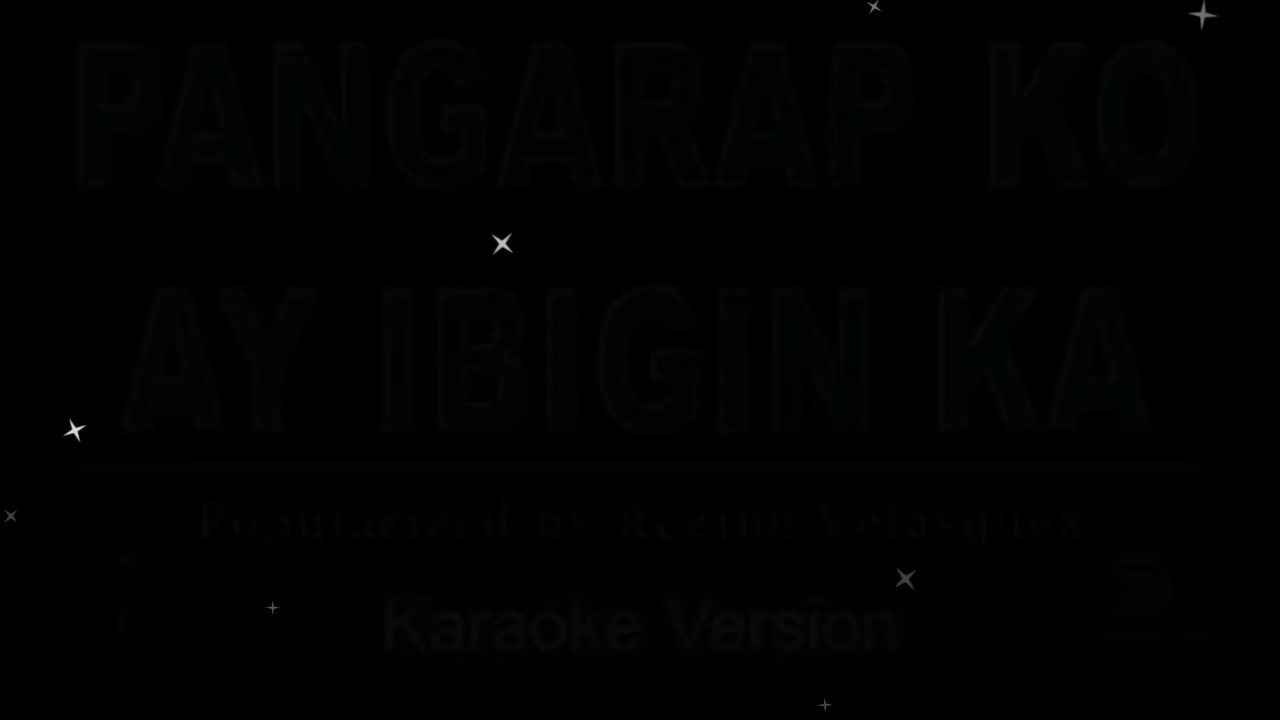 PANGARAP KO
AY IBIGIN KA
Popularized by Regine Velasquez
Karaoke Version